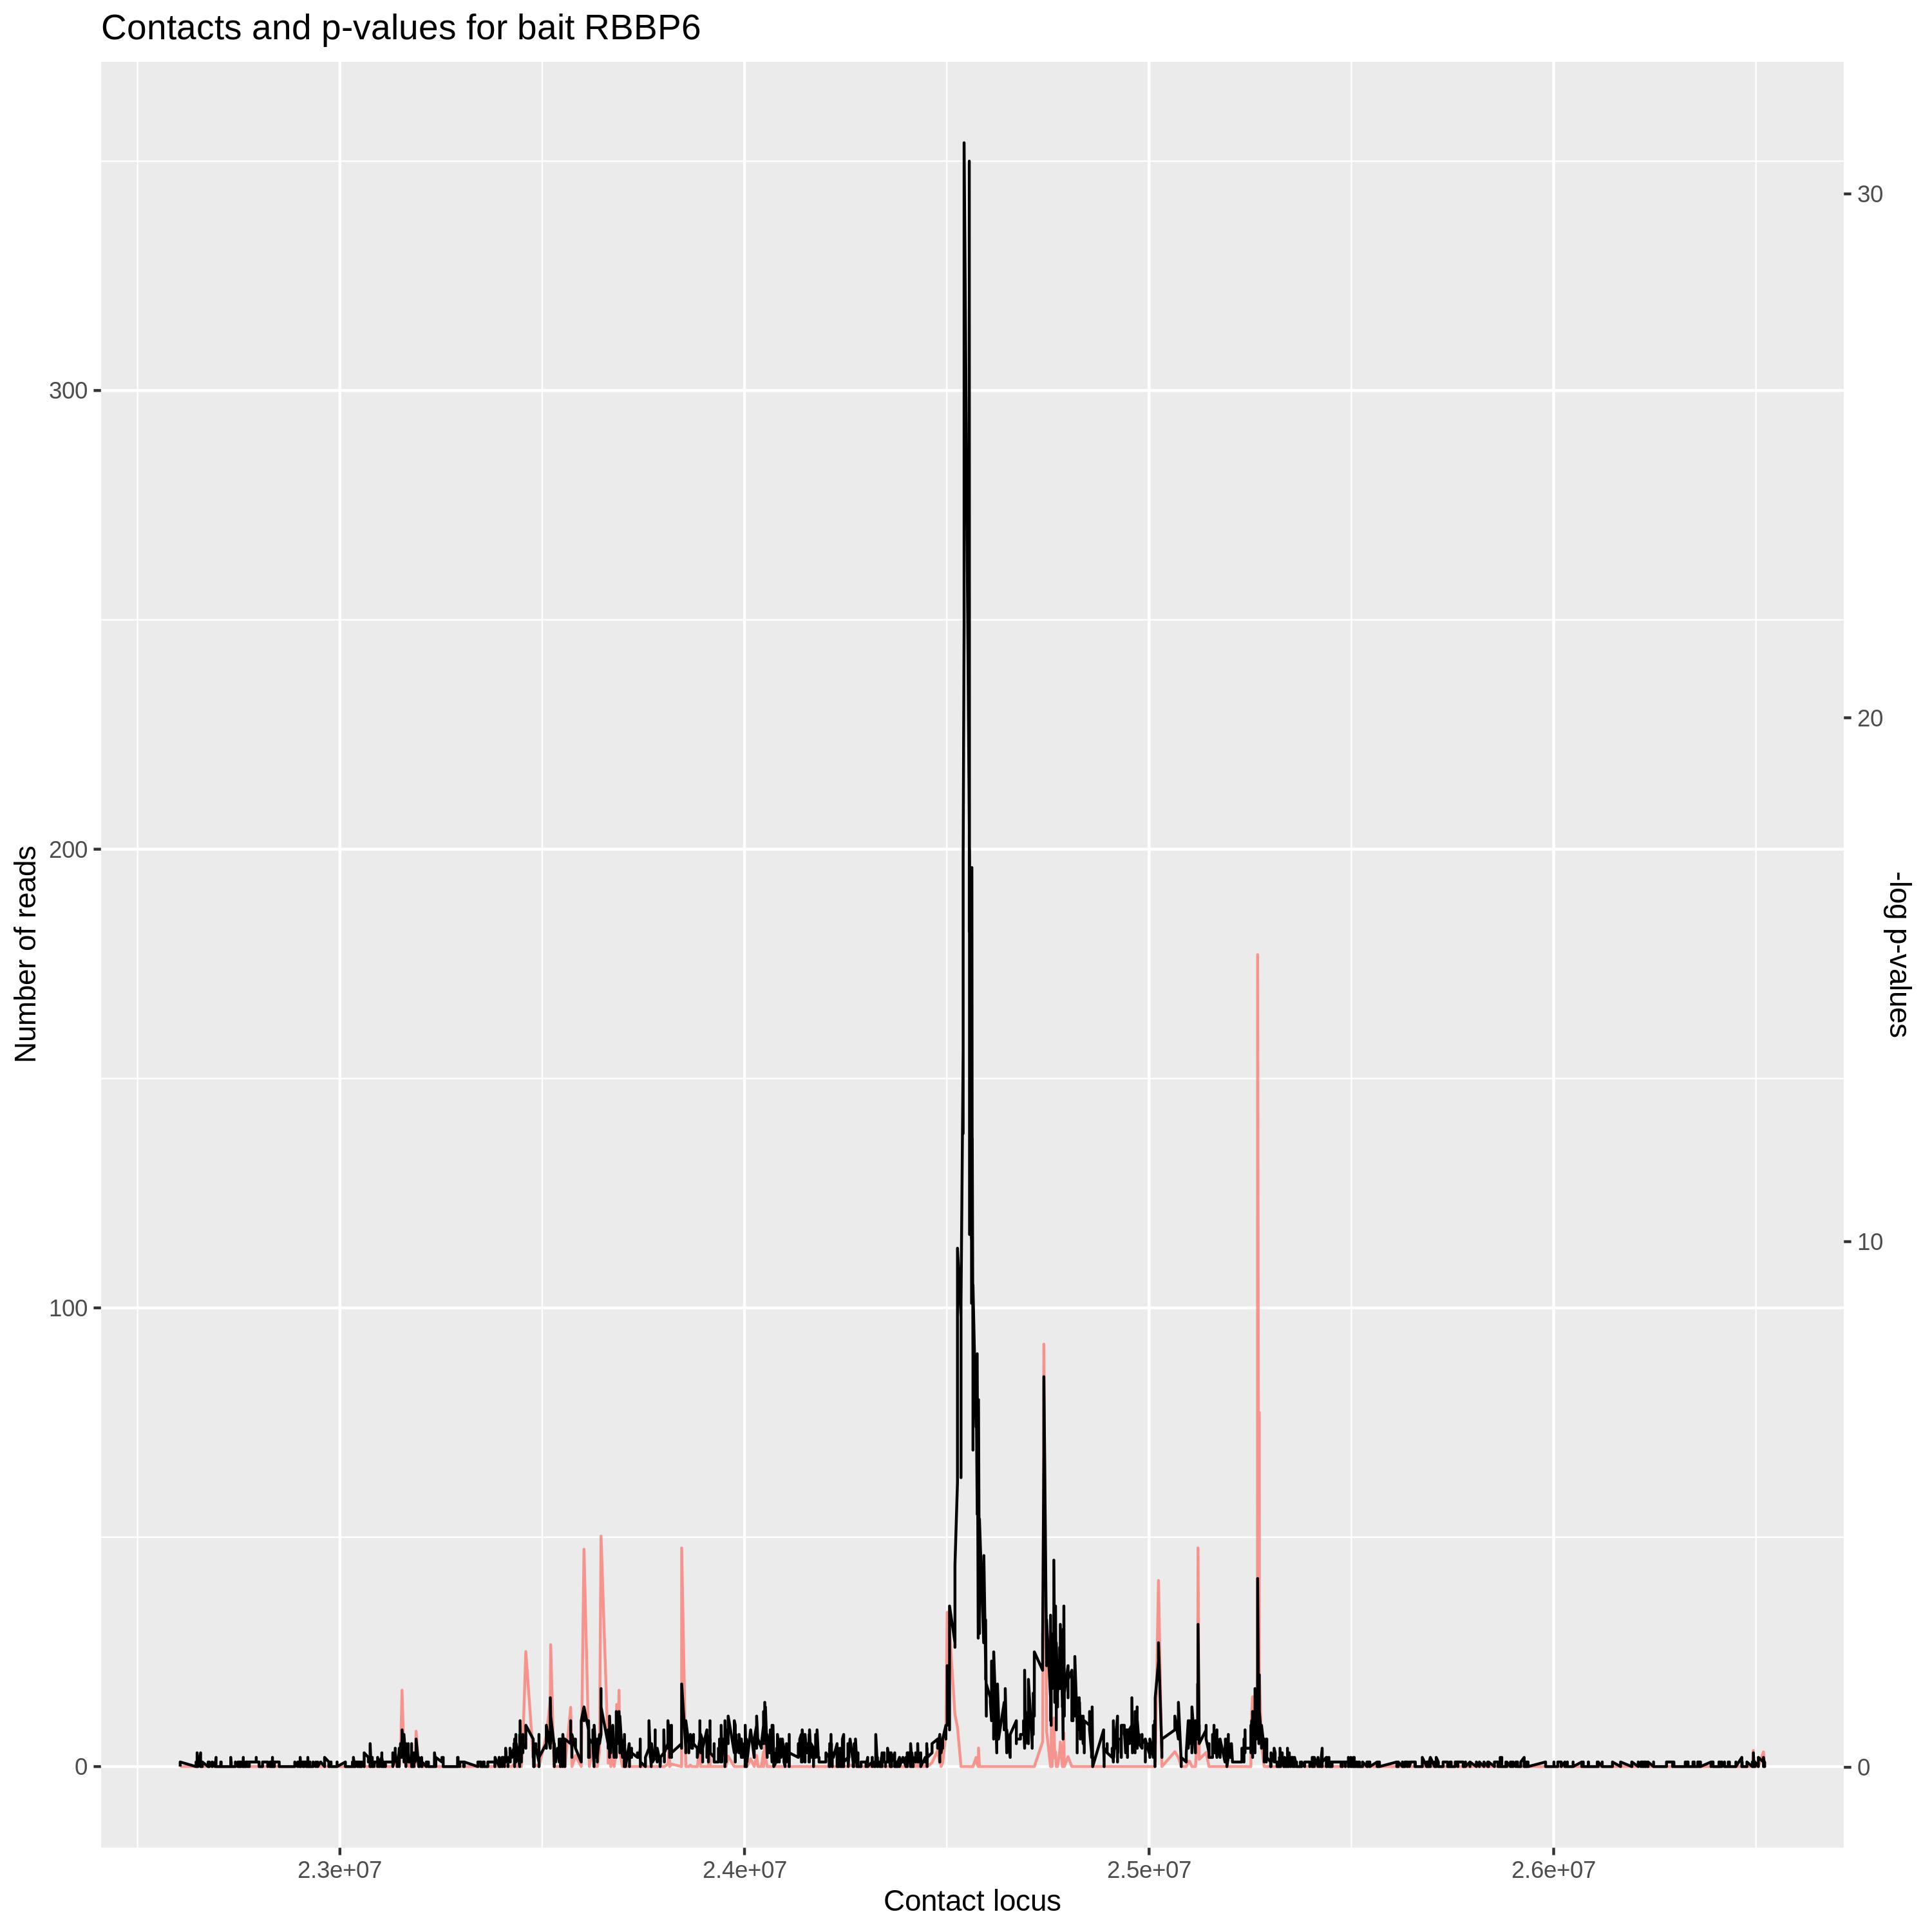 Contacts and p-values for bait RBBP6
Number of reads
300
200
100
0
30
20
10
0
-log p-values
2.3e+07 2.4e+07 2.5e+07 2.6e+07
Contact locus